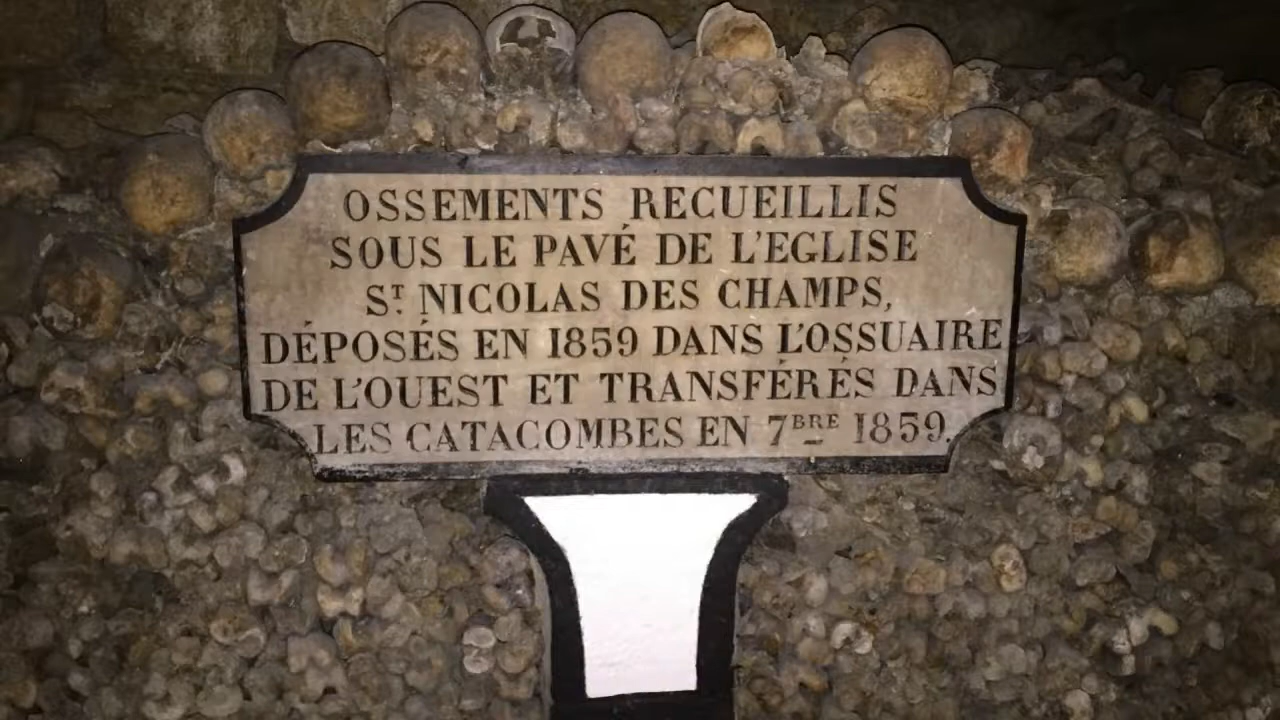 OSSEMENTS RECUEILLIS
SOUS LE PAVÉ DE L'EGLISE
ST NICOLAS DES CHAMPS,
DÉPOSÉS EN 1859 DANS L'OSSUAIRE
DE L'OUEST ET TRANSFÉRÉS DANS
LES CATACOMBES EN 7BRE 1859.